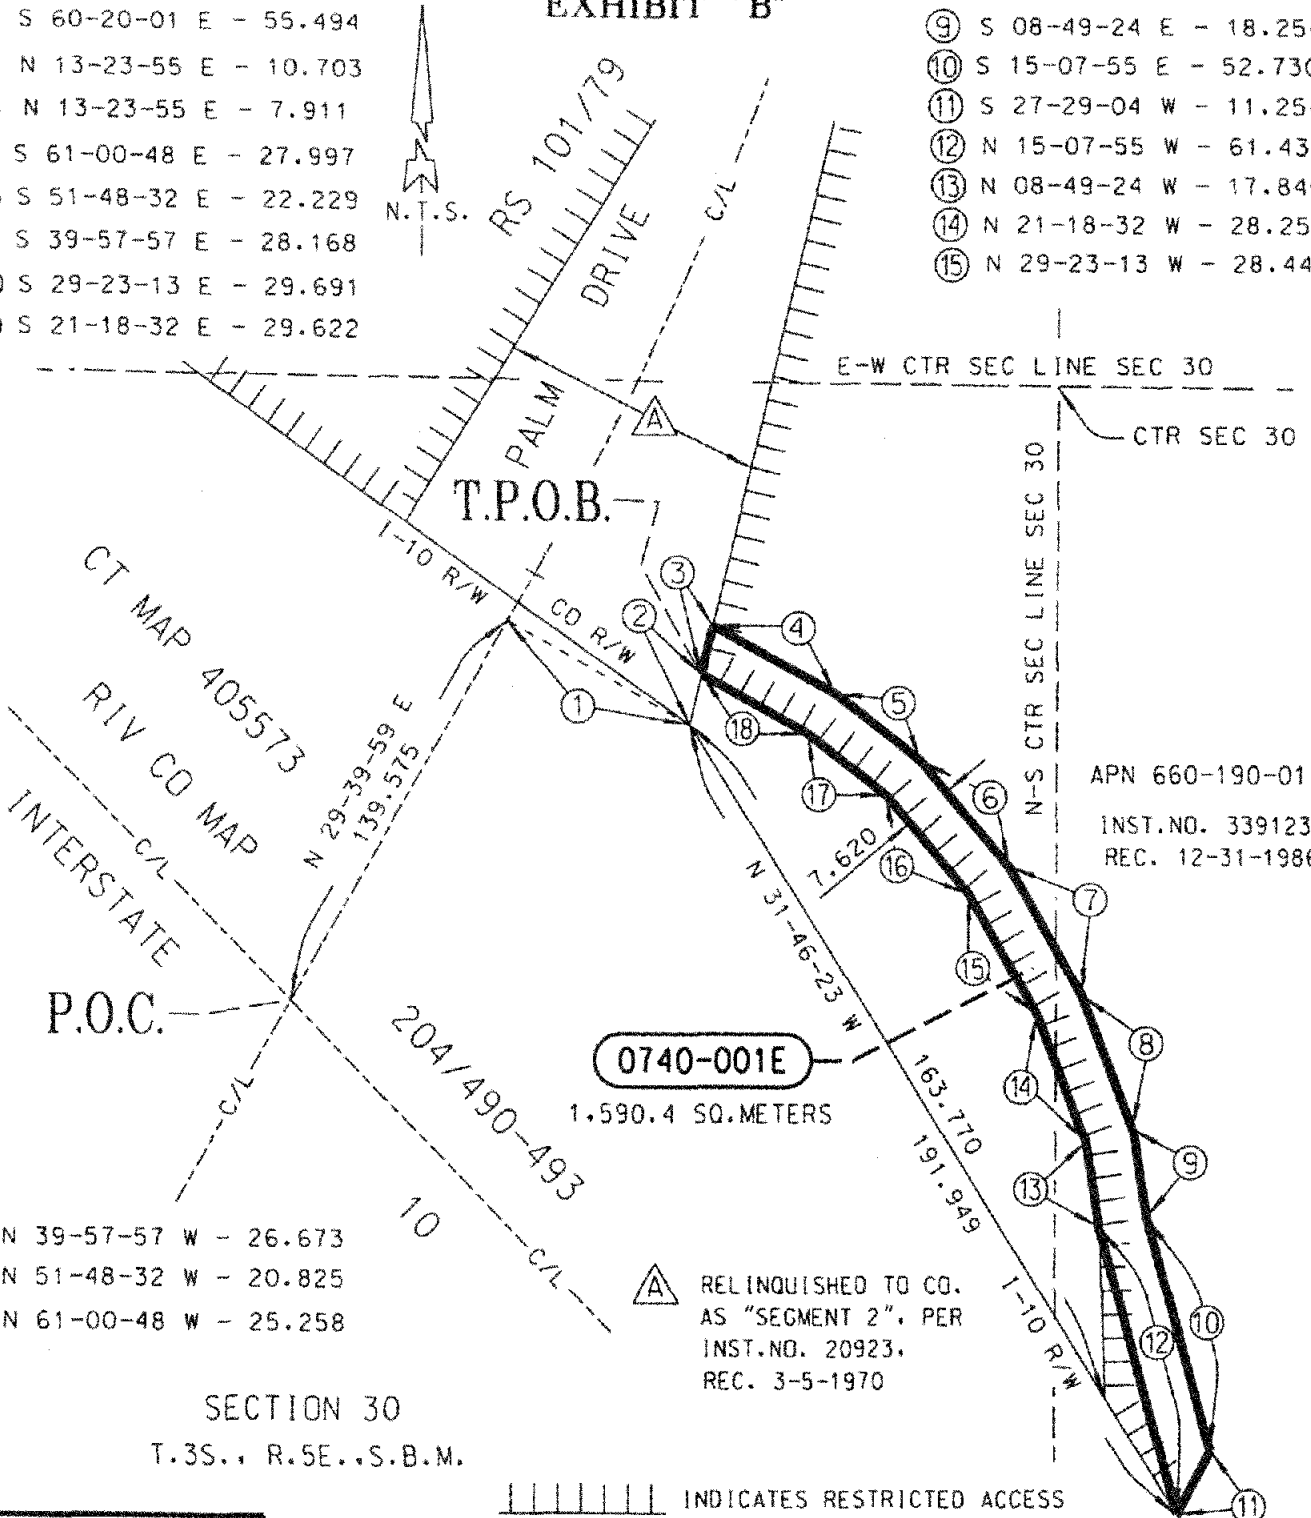 EXHIBIT "B"
S 60-20-01 E - 55.494
N 13-23-55 E - 10.703
N 13-23-55 E - 7.911
S 61-00-48 E - 27.997
S 51-48-32 E - 22.229
S 39-57-57 E - 28.168
S 29-23-13 E - 29.691
S 21-18-32 E - 29.622
N.T.S.
9 S 08-49-24 E - 18.25
10 S 15-07-55 E - 52.730
11 S 27-29-04 W - 11.25
12 N 15-07-55 W - 61.43
13 N 08-49-24 W - 17.84
14 N 21-18-32 W - 28.25
15 N 29-23-13 W - 28.44
RS 101/79
PALM DRIVE
C/L
A
E-W CTR SEC LINE SEC 30
CTR SEC 30
N-S CTR SEC LINE SEC 30
T.P.O.B.
I-10 R/W
CO R/W
1
2
3
4
5
6
7
8
9
10
11
12
13
14
15
16
17
18
CT MAP 405573
RIV CO MAP
C/L
INTERSTATE
N 29-39-59 E
139.575
APN 660-190-01
INST.NO. 339123
REC. 12-31-1986
7.620
N 31-46-23 W
163.770
191.949
I-10 R/W
P.O.C.
C/L
204/490-493
10
C/L
0740-001E
1,590.4 SQ.METERS
N 39-57-57 W - 26.673
N 51-48-32 W - 20.825
N 61-00-48 W - 25.258
A RELINQUISHED TO CO.
AS "SEGMENT 2", PER
INST.NO. 20923,
REC. 3-5-1970
SECTION 30
T.3S., R.5E.,S.B.M.
INDICATES RESTRICTED ACCESS